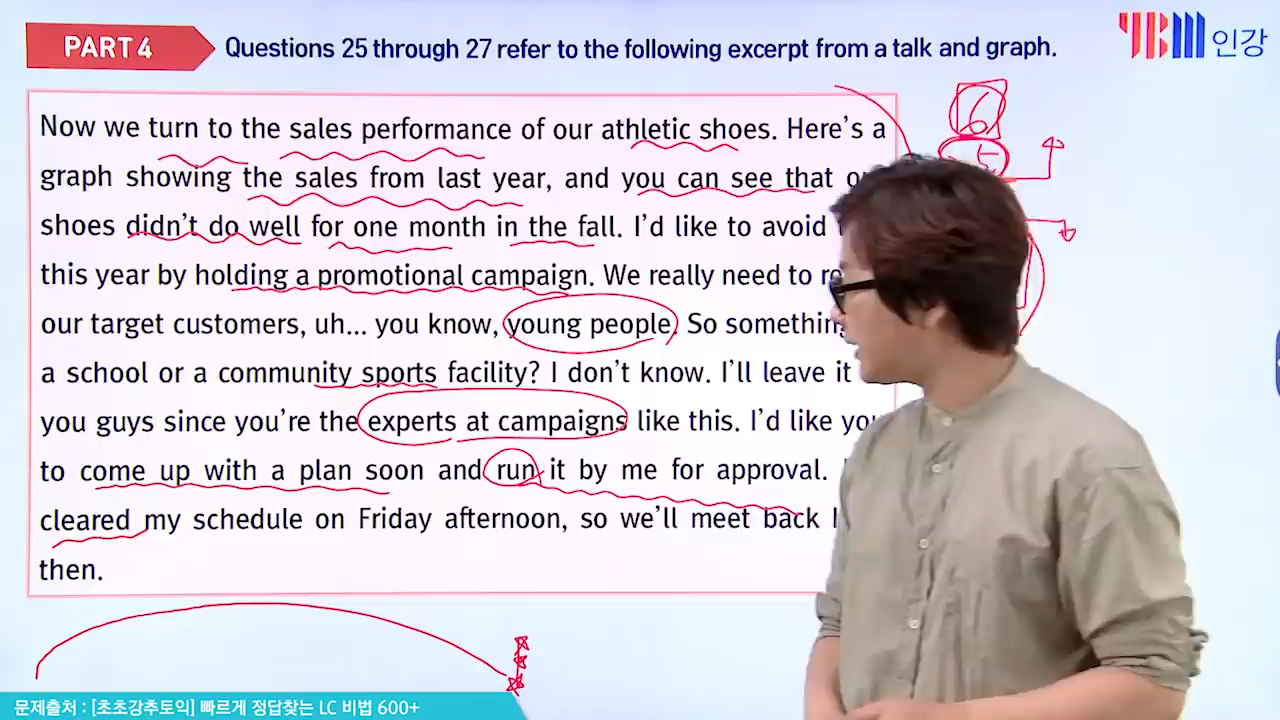 PART 4
Questions 25 through 27 refer to the following excerpt from a talk and graph.
YBM 인강
Now we turn to the sales performance of our athletic shoes. Here's a
graph showing the sales from last year, and you can see that
shoes didn't do well for one month in the fall. I'd like to avoid
this year by holding a promotional campaign. We really need to
our target customers, uh... you know, young people. So something
a school or a community sports facility? I don't know. I'll leave it
you guys since you're the experts at campaigns like this. I'd like you
to come up with a plan soon and run it by me for approval.
cleared my schedule on Friday afternoon, so we'll meet back
then.
6
문제출처 : [초초강추토익] 빠르게 정답찾는 LC 비법 600+